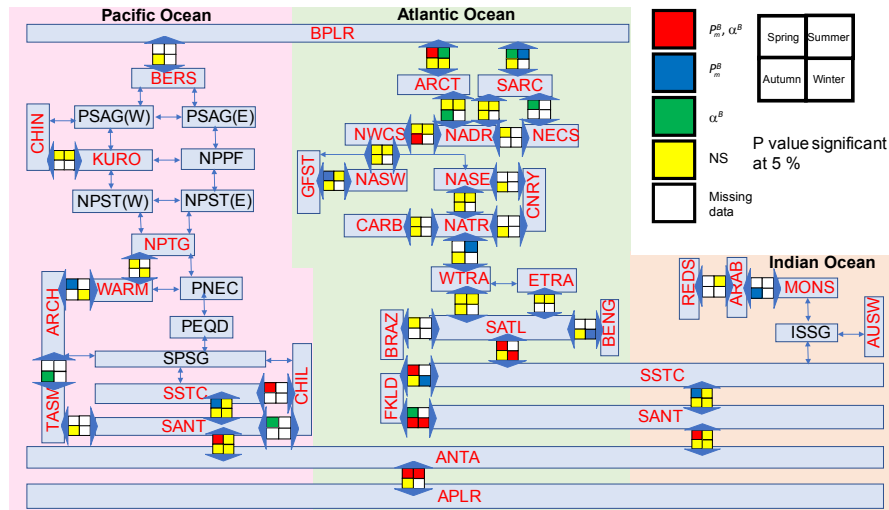 Pacific Ocean
Atlantic Ocean
BPLR
BERS
ARCT
SARC
PSAG(W)
PSAG(E)
CHIN
NWCS
NADR
NECS
KURO
NPPF
GFST
NASW
NASE
CNRY
NPST(W)
NPST(E)
CARB
NATR
NPTG
WTRA
ETRA
ARCH
WARM
PNEC
PEQD
BRAZ
SATL
BENG
SPSG
SSTC
CHIL
FKLD
SSTC
TASM
SANT
SANT
ANTA
APLR
Indian Ocean
REDS
ARAB
MONS
ISSG
AUSW
P_m^B, α^B
P_m^B
α^B
NS
Missing
data
Spring
Summer
Autumn
Winter
P value significant
at 5 %